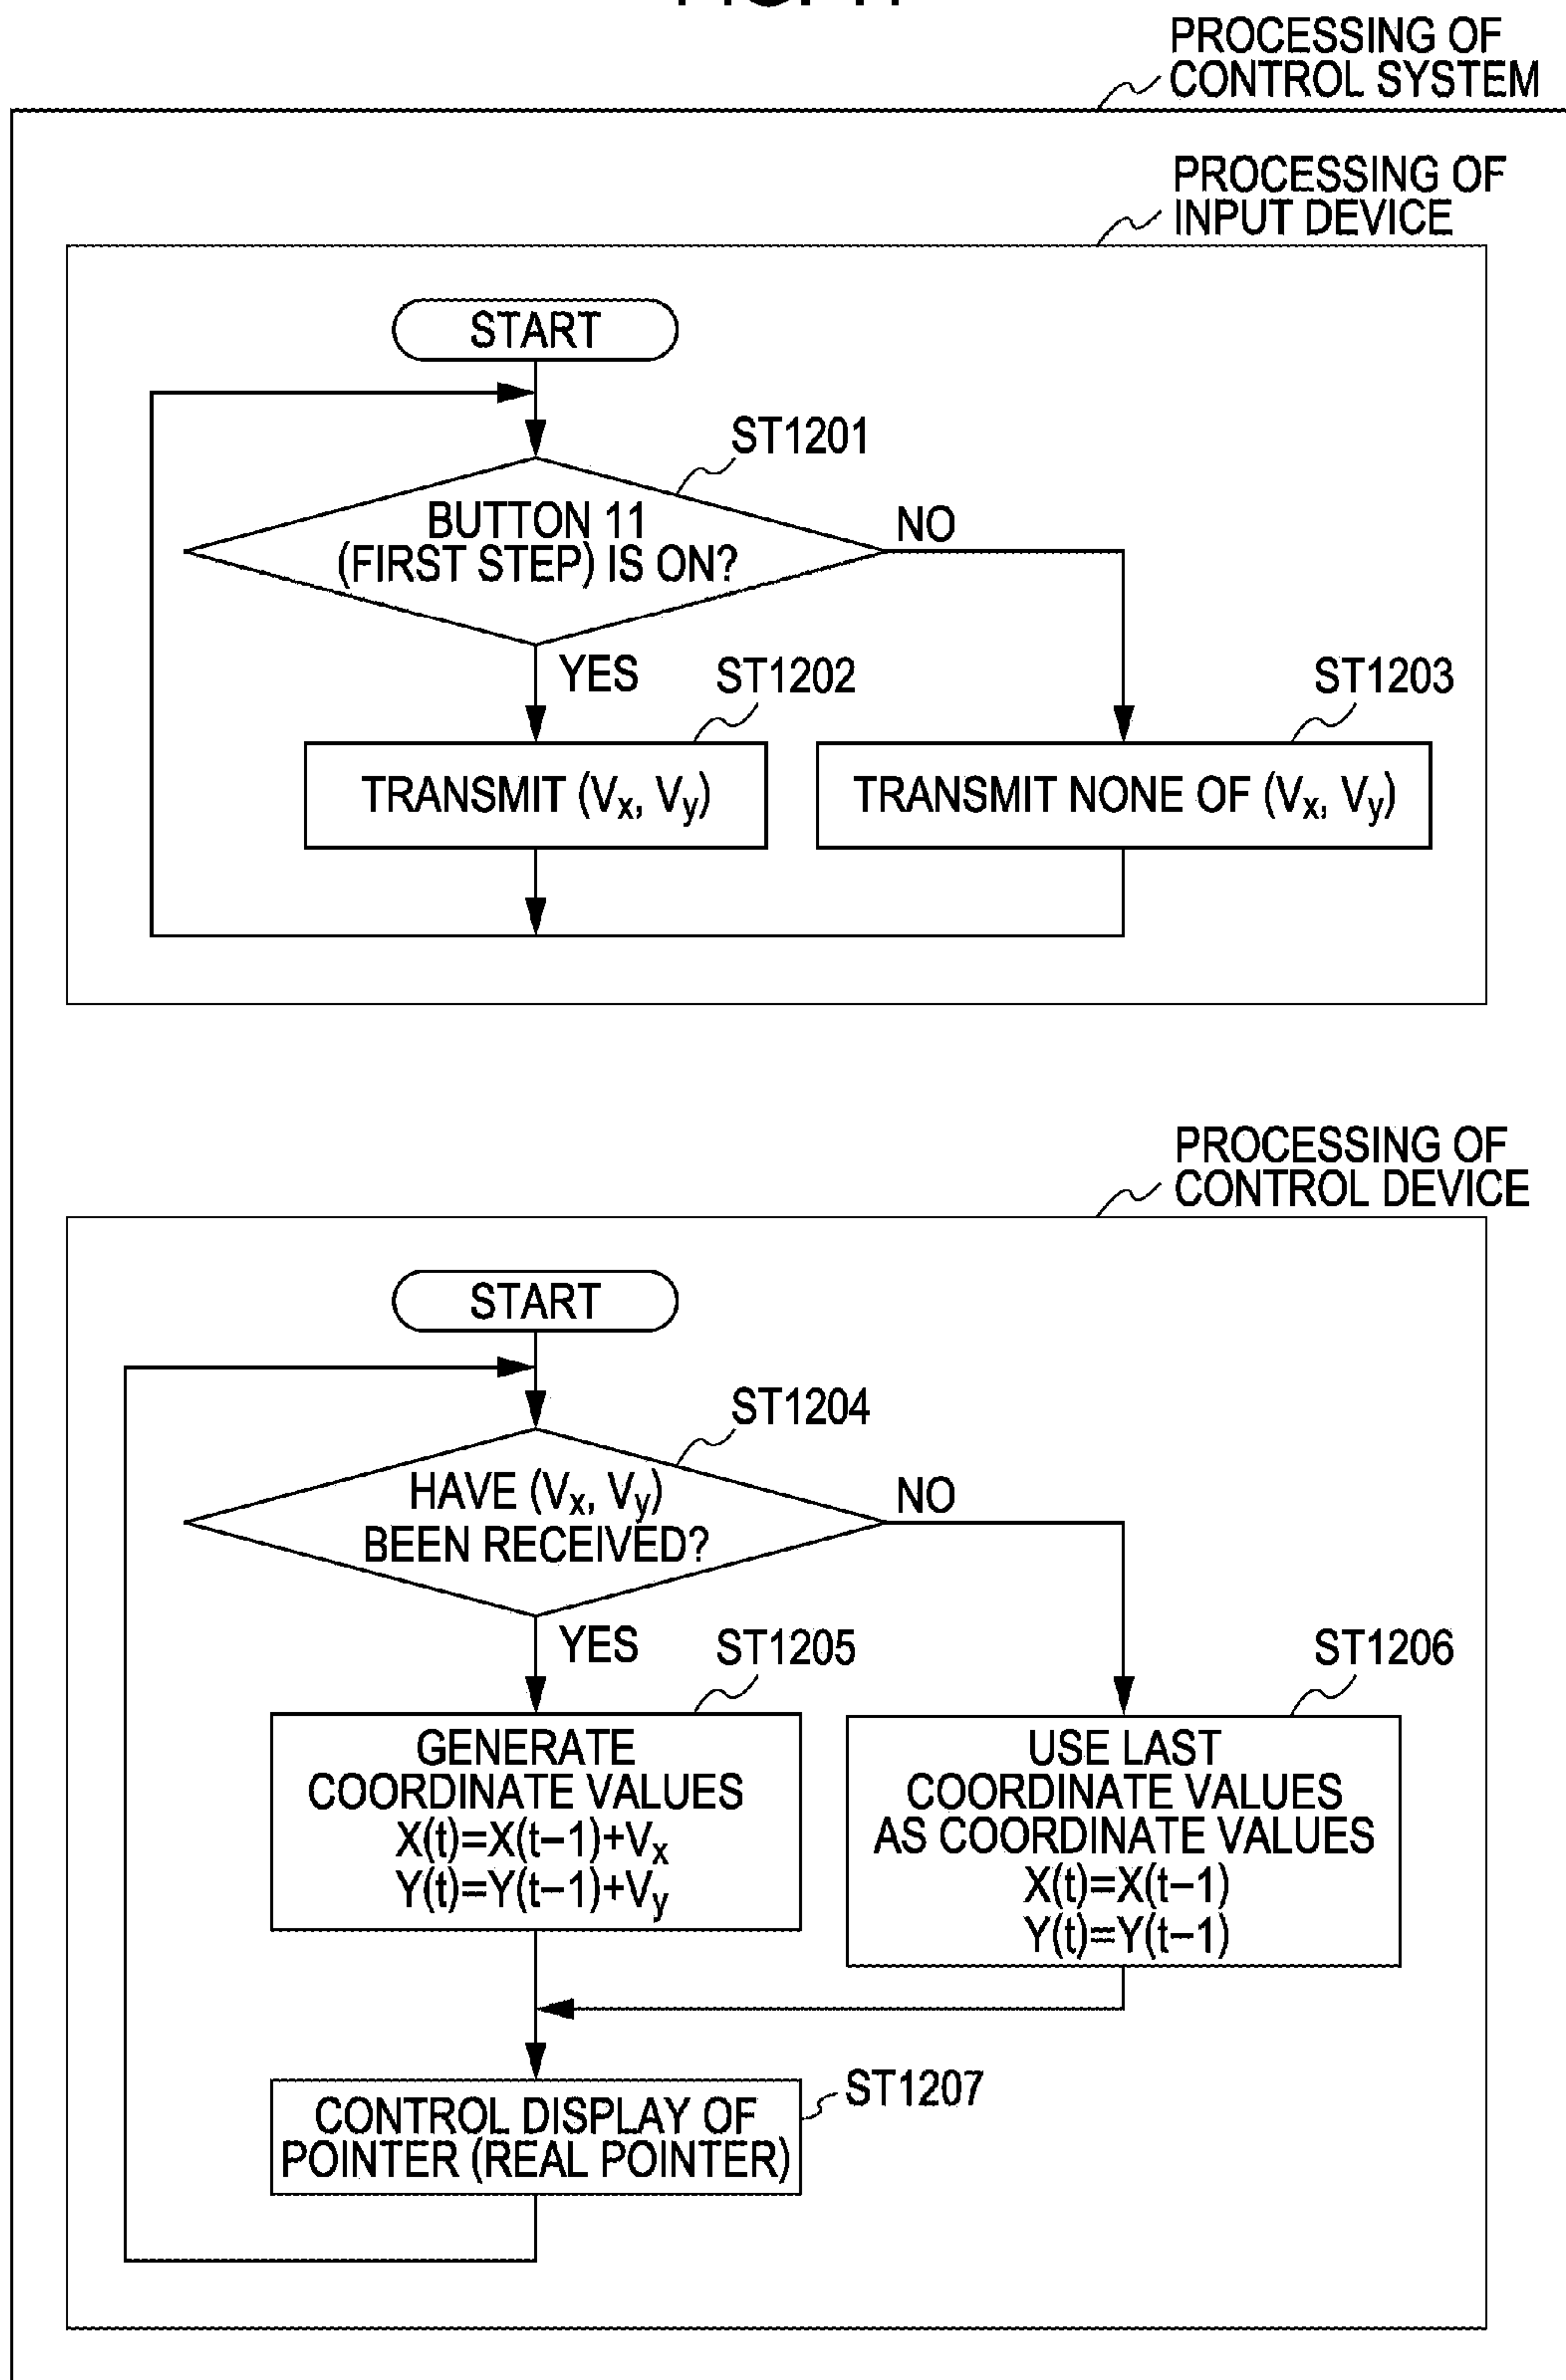 PROCESSING OF
CONTROL SYSTEM
PROCESSING OF
INPUT DEVICE
START
ST1201
BUTTON 11
(FIRST STEP) IS ON?
NO
YES
ST1202
ST1203
TRANSMIT (Vx, Vy)
TRANSMIT NONE OF (Vx, Vy)
PROCESSING OF
CONTROL DEVICE
START
ST1204
HAVE (Vx, Vy)
BEEN RECEIVED?
NO
YES
ST1205
ST1206
GENERATE
COORDINATE VALUES
X(t)=X(t−1)+Vx
Y(t)=Y(t−1)+Vy
USE LAST
COORDINATE VALUES
AS COORDINATE VALUES
X(t)=X(t−1)
Y(t)=Y(t−1)
ST1207
CONTROL DISPLAY OF
POINTER (REAL POINTER)